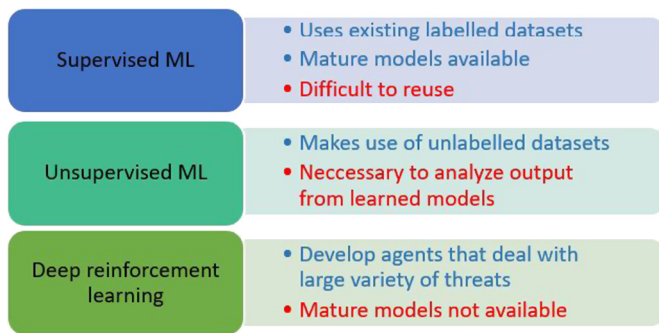 Supervised ML
• Uses existing labelled datasets
• Mature models available
• Difficult to reuse
Unsupervised ML
• Makes use of unlabelled datasets
• Neccessary to analyze output
from learned models
Deep reinforcement
learning
• Develop agents that deal with
large variety of threats
• Mature models not available